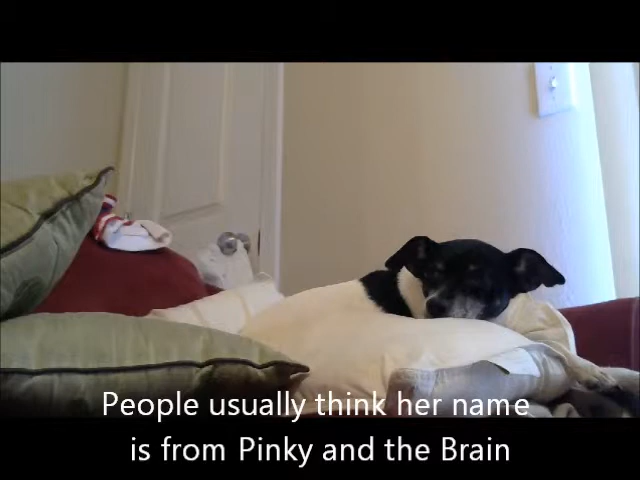 People usually think her name
is from Pinky and the Brain